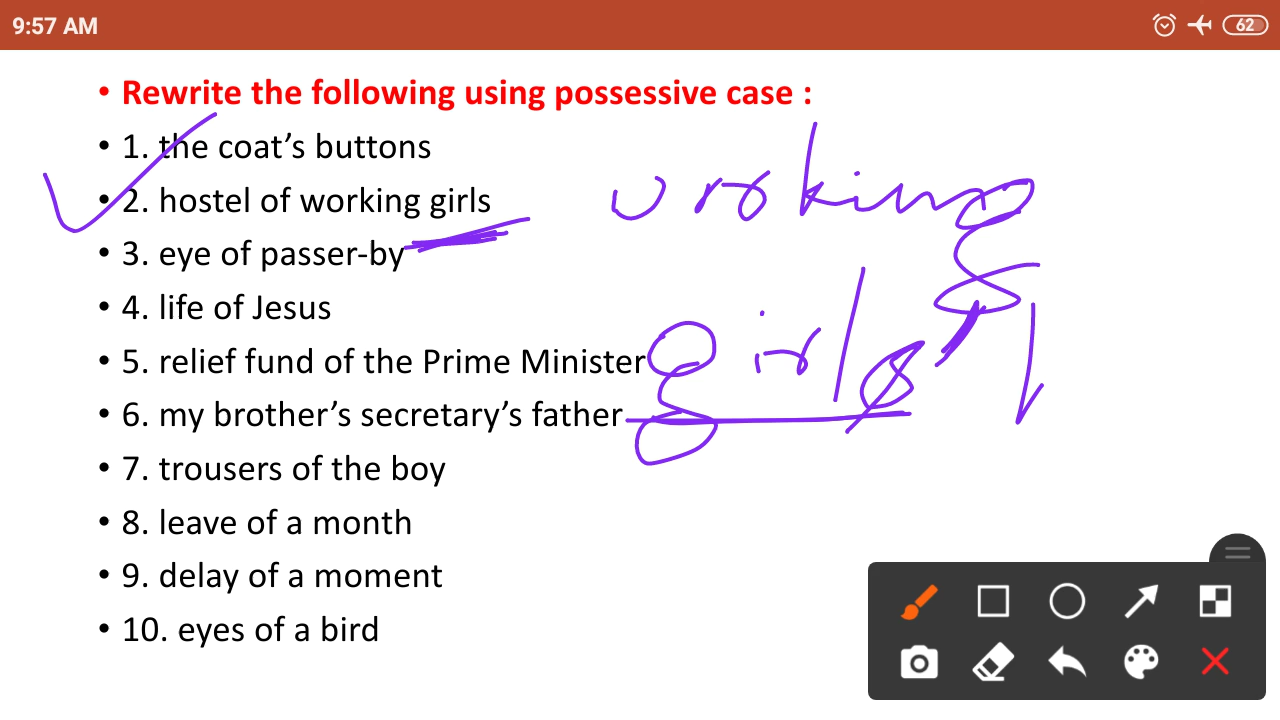 9:57 AM
62
• Rewrite the following using possessive case :
• 1. the coat’s buttons
• 2. hostel of working girls
• 3. eye of passer-by
• 4. life of Jesus
• 5. relief fund of the Prime Minister
• 6. my brother’s secretary’s father
• 7. trousers of the boy
• 8. leave of a month
• 9. delay of a moment
• 10. eyes of a bird
working
girls'